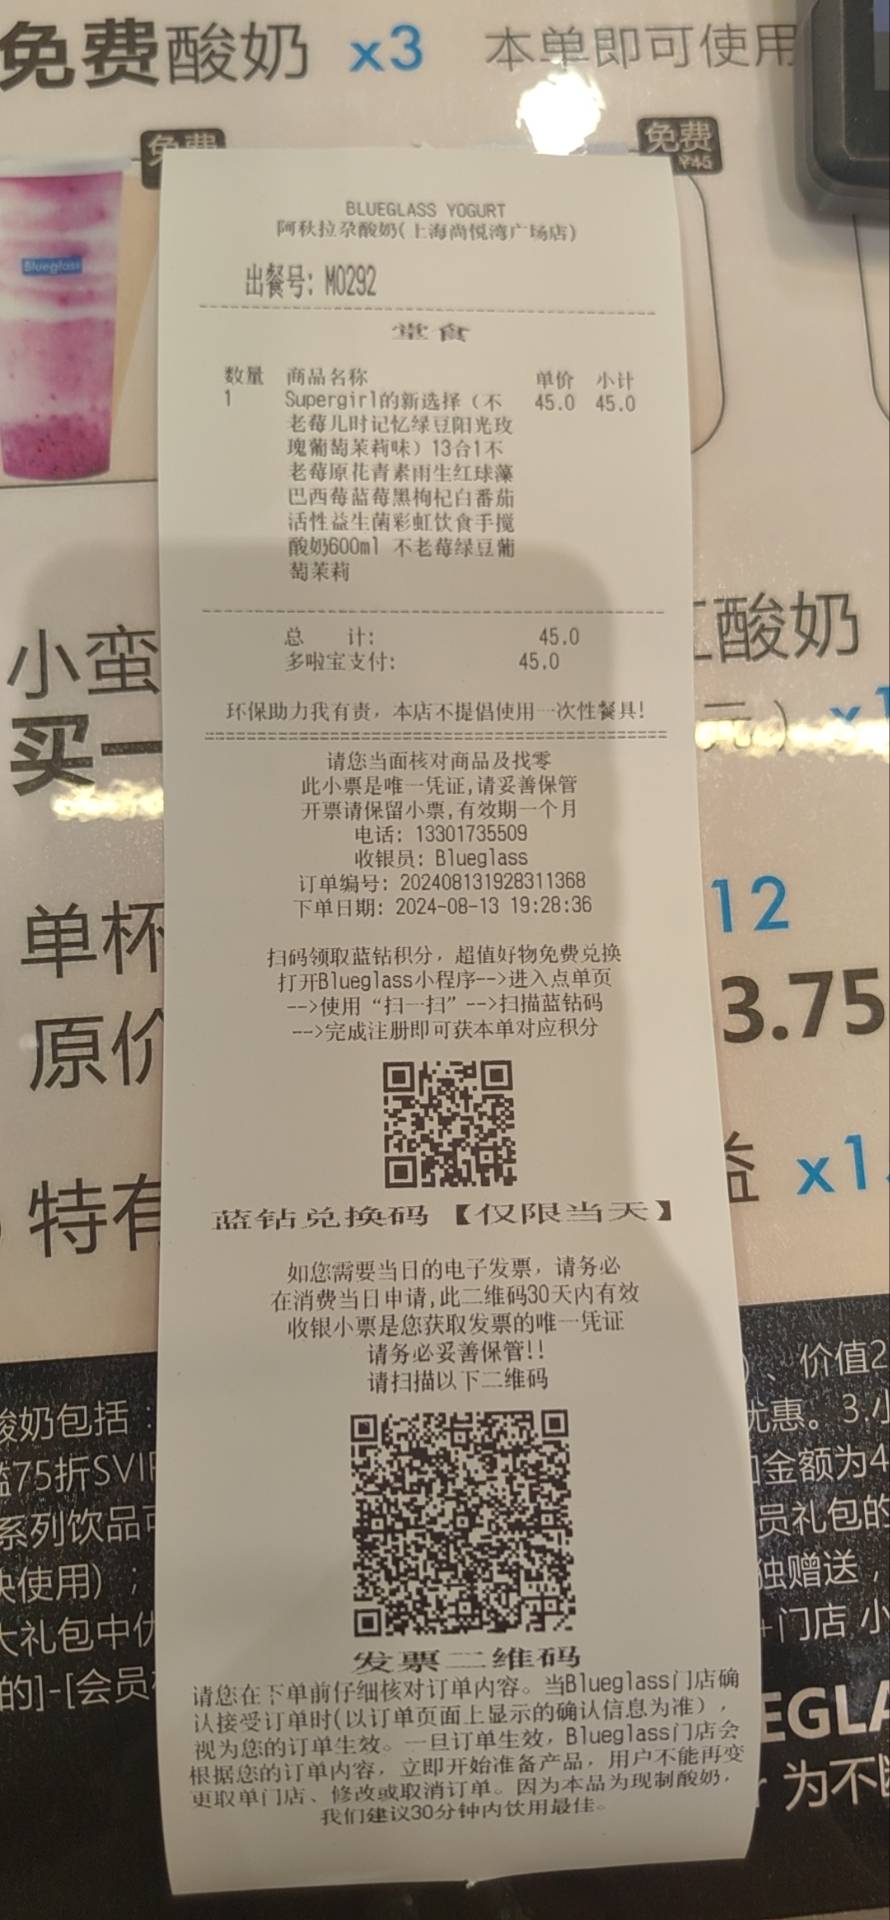 免费酸奶 x3 本单即可使用
免费
免费
¥45
Blueglass
BLUEGLASS YOGURT
阿秋拉尕酸奶(上海尚悦湾广场店)
出餐号: M0292
堂食
数量 商品名称 单价 小计
1 Supergirl的新选择（不 45.0 45.0
老莓儿时记忆绿豆阳光玫
瑰葡萄茉莉味）13合1不
老莓原花青素雨生红球藻
巴西莓蓝莓黑枸杞白番茄
活性益生菌彩虹饮食手搅
酸奶600ml 不老莓绿豆葡
萄茉莉
总 计: 45.0
多啦宝支付: 45.0
环保助力我有责，本店不提倡使用一次性餐具!
请您当面核对商品及找零
此小票是唯一凭证,请妥善保管
开票请保留小票,有效期一个月
电话: 13301735509
收银员: Blueglass
订单编号: 202408131928311368
下单日期: 2024-08-13 19:28:36
扫码领取蓝钻积分，超值好物免费兑换
打开Blueglass小程序-->进入点单页
-->使用“扫一扫”-->扫描蓝钻码
-->完成注册即可获本单对应积分
蓝钻兑换码【仅限当天】
如您需要当日的电子发票，请务必
在消费当日申请,此二维码30天内有效
收银小票是您获取发票的唯一凭证
请务必妥善保管!!
请扫描以下二维码
发票二维码
请您在下单前仔细核对订单内容。当Blueglass门店确
认接受订单时(以订单页面上显示的确认信息为准)，
视为您的订单生效。一旦订单生效，Blueglass门店会
根据您的订单内容，立即开始准备产品，用户不能再变
更取单门店、修改或取消订单。因为本品为现制酸奶，
我们建议30分钟内饮用最佳。
小蛮
酸奶
买一
元）x1
单杯
12
原价
3.75
特有
益 x1
酸奶包括：
、价值2
75折SVI
优惠。3.小
系列饮品
金额为4
员礼包的
使用）；
独赠送，
大礼包中优
+门店 小
的]-[会员
EGLA
为不